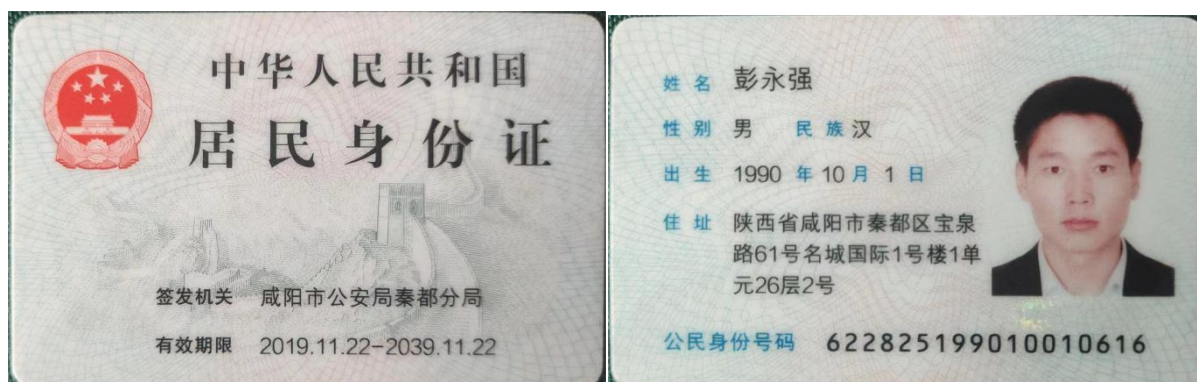 中华人民共和国
居民身份证
签发机关 咸阳市公安局秦都分局
有效期限 2019.11.22-2039.11.22
姓名 彭永强
性别 男 民族 汉
出生 1990 年 10 月 1 日
住址 陕西省咸阳市秦都区宝泉
路61号名城国际1号楼1单
元26层2号
公民身份号码 622825199010010616